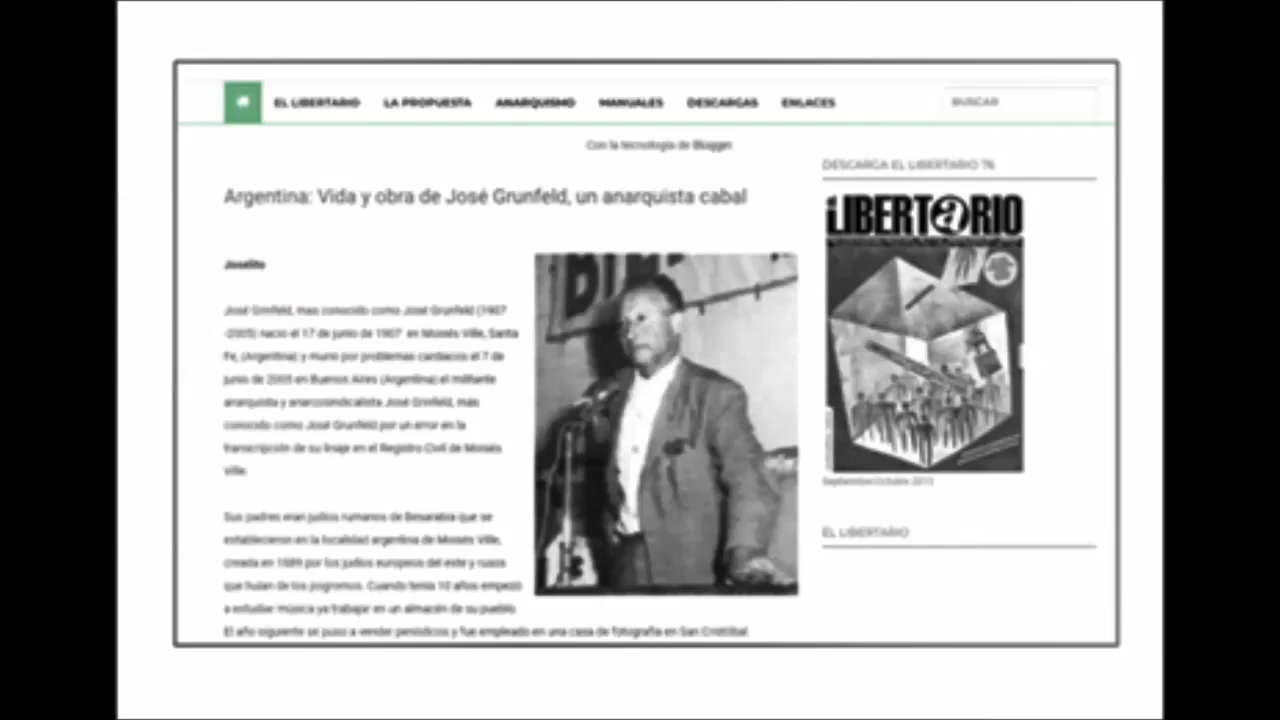 EL LIBERTARIO LA PROPUESTA ANARQUISMO MANUALES DESCARGAS ENLACES BUSCAR
Con la tecnología de Blogger
Argentina: Vida y obra de José Grunfeld, un anarquista cabal
Joselito
José Grinfeld, mas conocido como José Grunfeld (1907
-2005) nació el 17 de junio de 1907 en Moisés Ville, Santa
Fe, (Argentina) y murió por problemas cardíacos el 7 de
junio de 2005 en Buenos Aires (Argentina) el militante
anarquista y anarcosindicalista José Grinfeld, más
conocido como José Grunfeld por un error en la
transcripción de su linaje en el Registro Civil de Moisés
Ville.
Sus padres eran judíos rumanos de Besarabia que se
establecieron en la localidad argentina de Moisés Ville,
creada en 1889 por los judíos europeos del este y rusos
que huían de los pogromos. Cuando tenía 10 años empezó
a estudiar música ya trabajar en un almacén de su pueblo.
El año siguiente se puso a vender periódicos y fue empleado en una casa de fotografía en San Cristóbal.
DESCARGA EL LIBERTARIO 76
EL LIBERT@RIO
Septiembre-Octubre 2015
EL LIBERTARIO